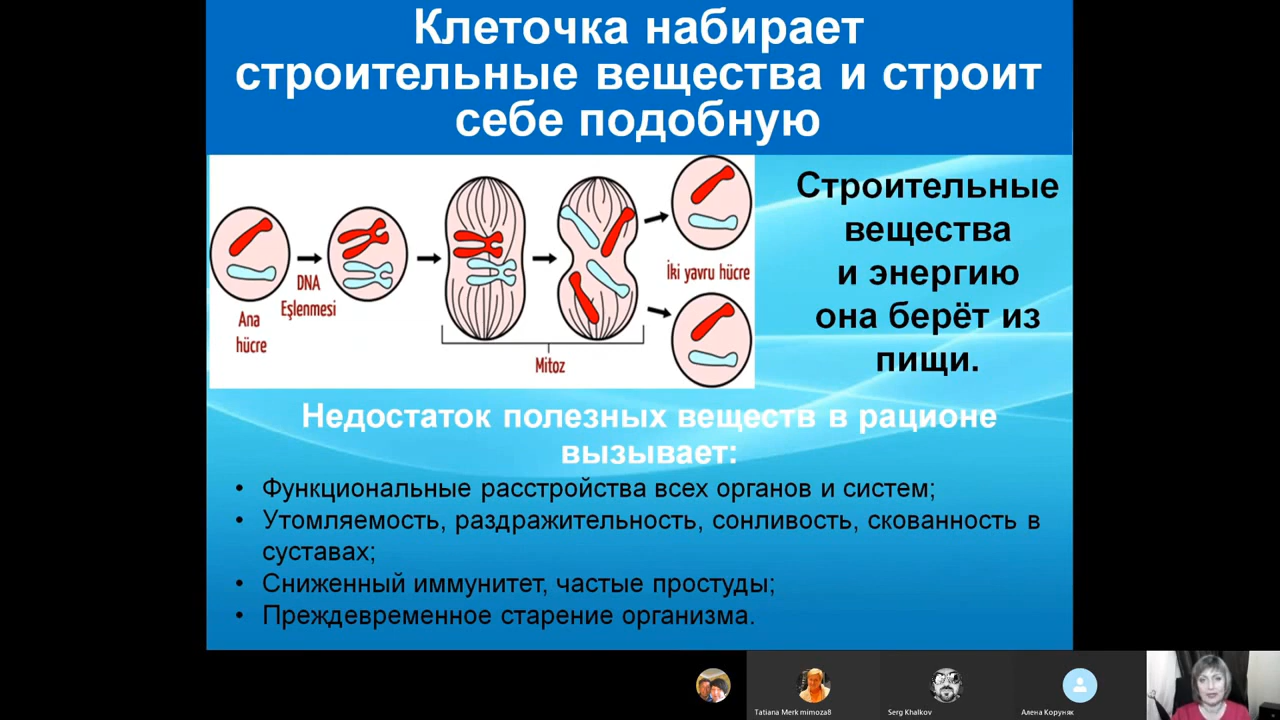 Клеточка набирает
строительные вещества и строит
себе подобную
Ana
hücre
DNA
Eşlenmesi
Mitoz
İki yavru hücre
Строительные
вещества
и энергию
она берёт из
пищи.
Недостаток полезных веществ в рационе
вызывает:
• Функциональные расстройства всех органов и систем;
• Утомляемость, раздражительность, сонливость, скованность в
суставах;
• Сниженный иммунитет, частые простуды;
• Преждевременное старение организма.
Tatiana Merk mimoza8
Serg Khalkov
Алена Коруняк